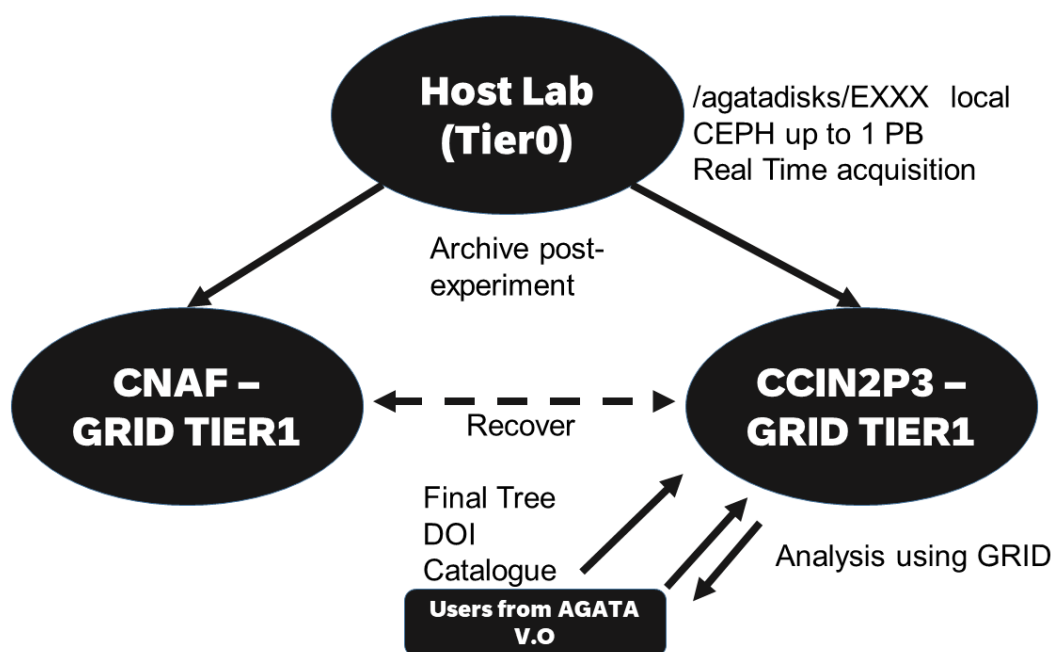 Host Lab
(Tier0)
/agatadisks/EXXX local
CEPH up to 1 PB
Real Time acquisition
Archive post-
experiment
CNAF –
GRID TIER1
CCIN2P3 –
GRID TIER1
Recover
Final Tree
DOI
Catalogue
Analysis using GRID
Users from AGATA
V.O